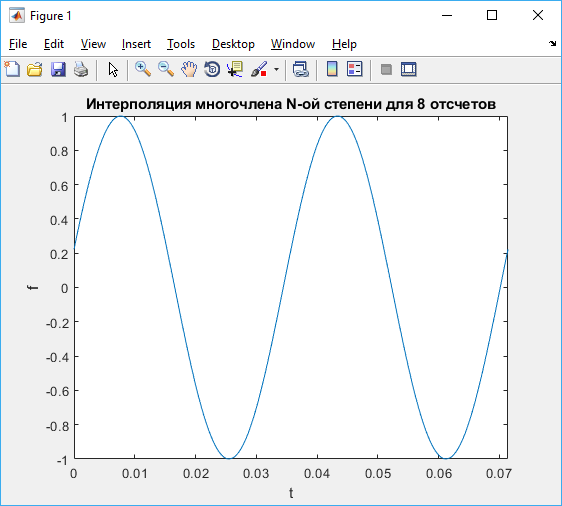 Figure 1
File Edit View Insert Tools Desktop Window Help
Интерполяция многочлена N-ой степени для 8 отсчетов
1
0.8
0.6
0.4
0.2
0
-0.2
-0.4
-0.6
-0.8
-1
f
0 0.01 0.02 0.03 0.04 0.05 0.06 0.07
t